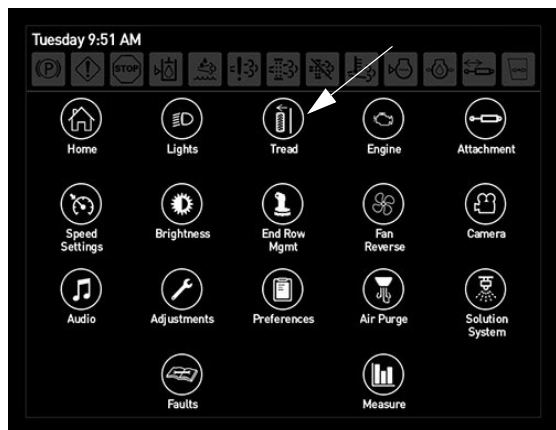 Tuesday 9:51 AM
(P) STOP
Home Lights Tread Engine Attachment
Speed Settings Brightness End Row Mgmt Fan Reverse Camera
Audio Adjustments Preferences Air Purge Solution System
Faults Measure